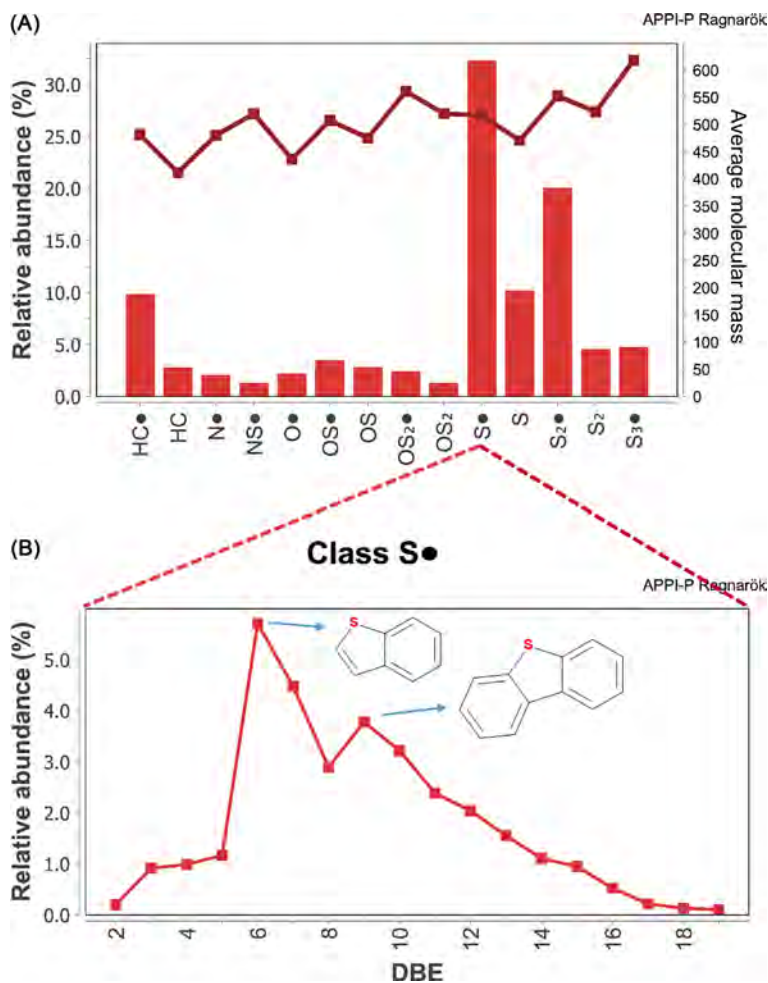 (A)
APPI-P Ragnarök
Relative abundance (%)
30.0
25.0
20.0
15.0
10.0
5.0
0.0
600
550
500
450
400
350
300
250
200
150
100
50
0
Average molecular mass
HC●
HC
N●
NS●
O●
OS●
OS
OS₂●
OS₂
S●
S
S₂●
S₂
S₃●
(B)
Class S●
APPI-P Ragnarök
Relative abundance (%)
5.0
4.0
3.0
2.0
1.0
0.0
S
S
2
4
6
8
10
12
14
16
18
DBE